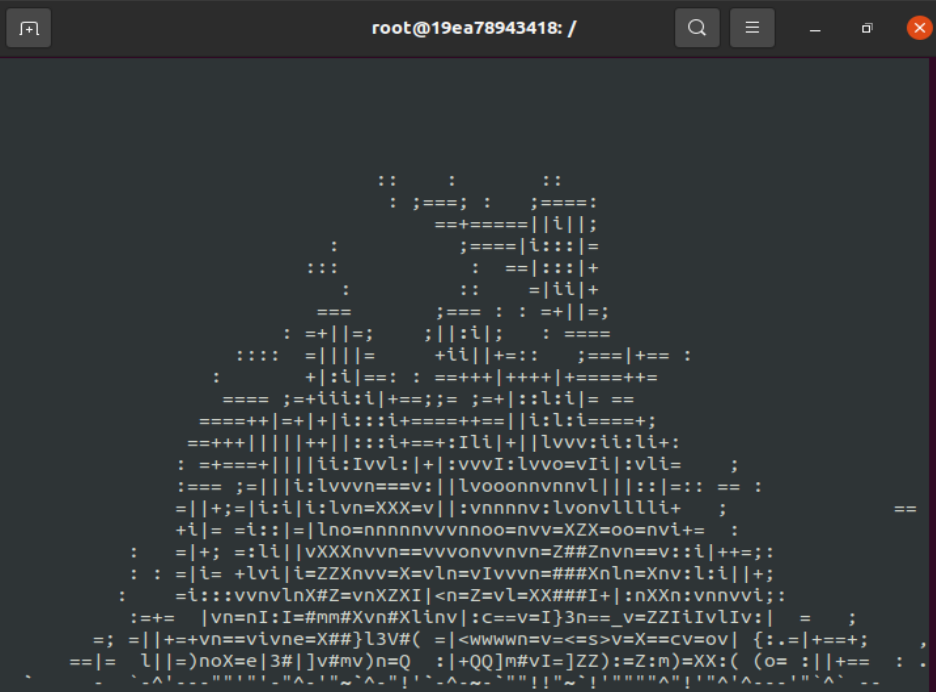 root@19ea78943418: /
::    :       ::
: ;===; :   ;====:
==+=====||i||;
:          ;====|i:::|=
:::           :  ==|:::|+
:         ::    =|ii|+
===       ;=== : : =+||=;
: =+||=;    ;||:i|;   : ====
::::  =||||=     +ii||+=::   ;===|+== :
:       +|:i|==: : ==+++|++++|+====++=
==== ;=+iii:i|+==;;= ;=+|::l:i|= ==
====++|=+|+|i:::i+====++==||i:l:i====+;
==+++|||||++||:::i+==+:Ili|+||lvvv:ii:li+:
: =+===+||||ii:Ivvl:|+|:vvvI:lvvo=vIi|:vli=    ;
:=== ;=|||i:lvvvn===v:||lvooonnvnnvl|||::|=:: == :
=||+;=|i:i|i:lvn=XXX=v||:vnnnnv:lvonvlllli+   ;              ==
+i|= =i::|=|lno=nnnnnvvvnnoo=nvv=XZX=oo=nvi+=  :
:   =|+; =:li||vXXXnvvn==vvvonvvnvn=Z##Znvn==v::i|++=;:
: : =|i= +lvi|i=ZZXnvv=X=vln=vIvvvn=###Xnln=Xnv:l:i||+;
:    =i:::vvnvlnX#Z=vnXZXI|<n=Z=vl=XX###I+|:nXXn:vnnvvi;:
:=+=  |vn=nI:I=#mm#Xvn#Xlinv|:c==v=I}3n==_v=ZZIiIvlIv:|  =   ;
=; =||+=+vn==vivne=X##}l3V#( =|<wwwwn=v=<=s>v=X==cv=ov| {:.=|+==+;    ,
==|=  l||=)noX=e|3#|]v#mv)n=Q  :|+QQ]m#vI=]ZZ):=Z:m)=XX:( (o= :||+==  : .
`     -  `-^'---""'"'-"^-'"~`^-"!'`-^-~-`""!!"~`!'""""^"!'"^'^---'"`^` --